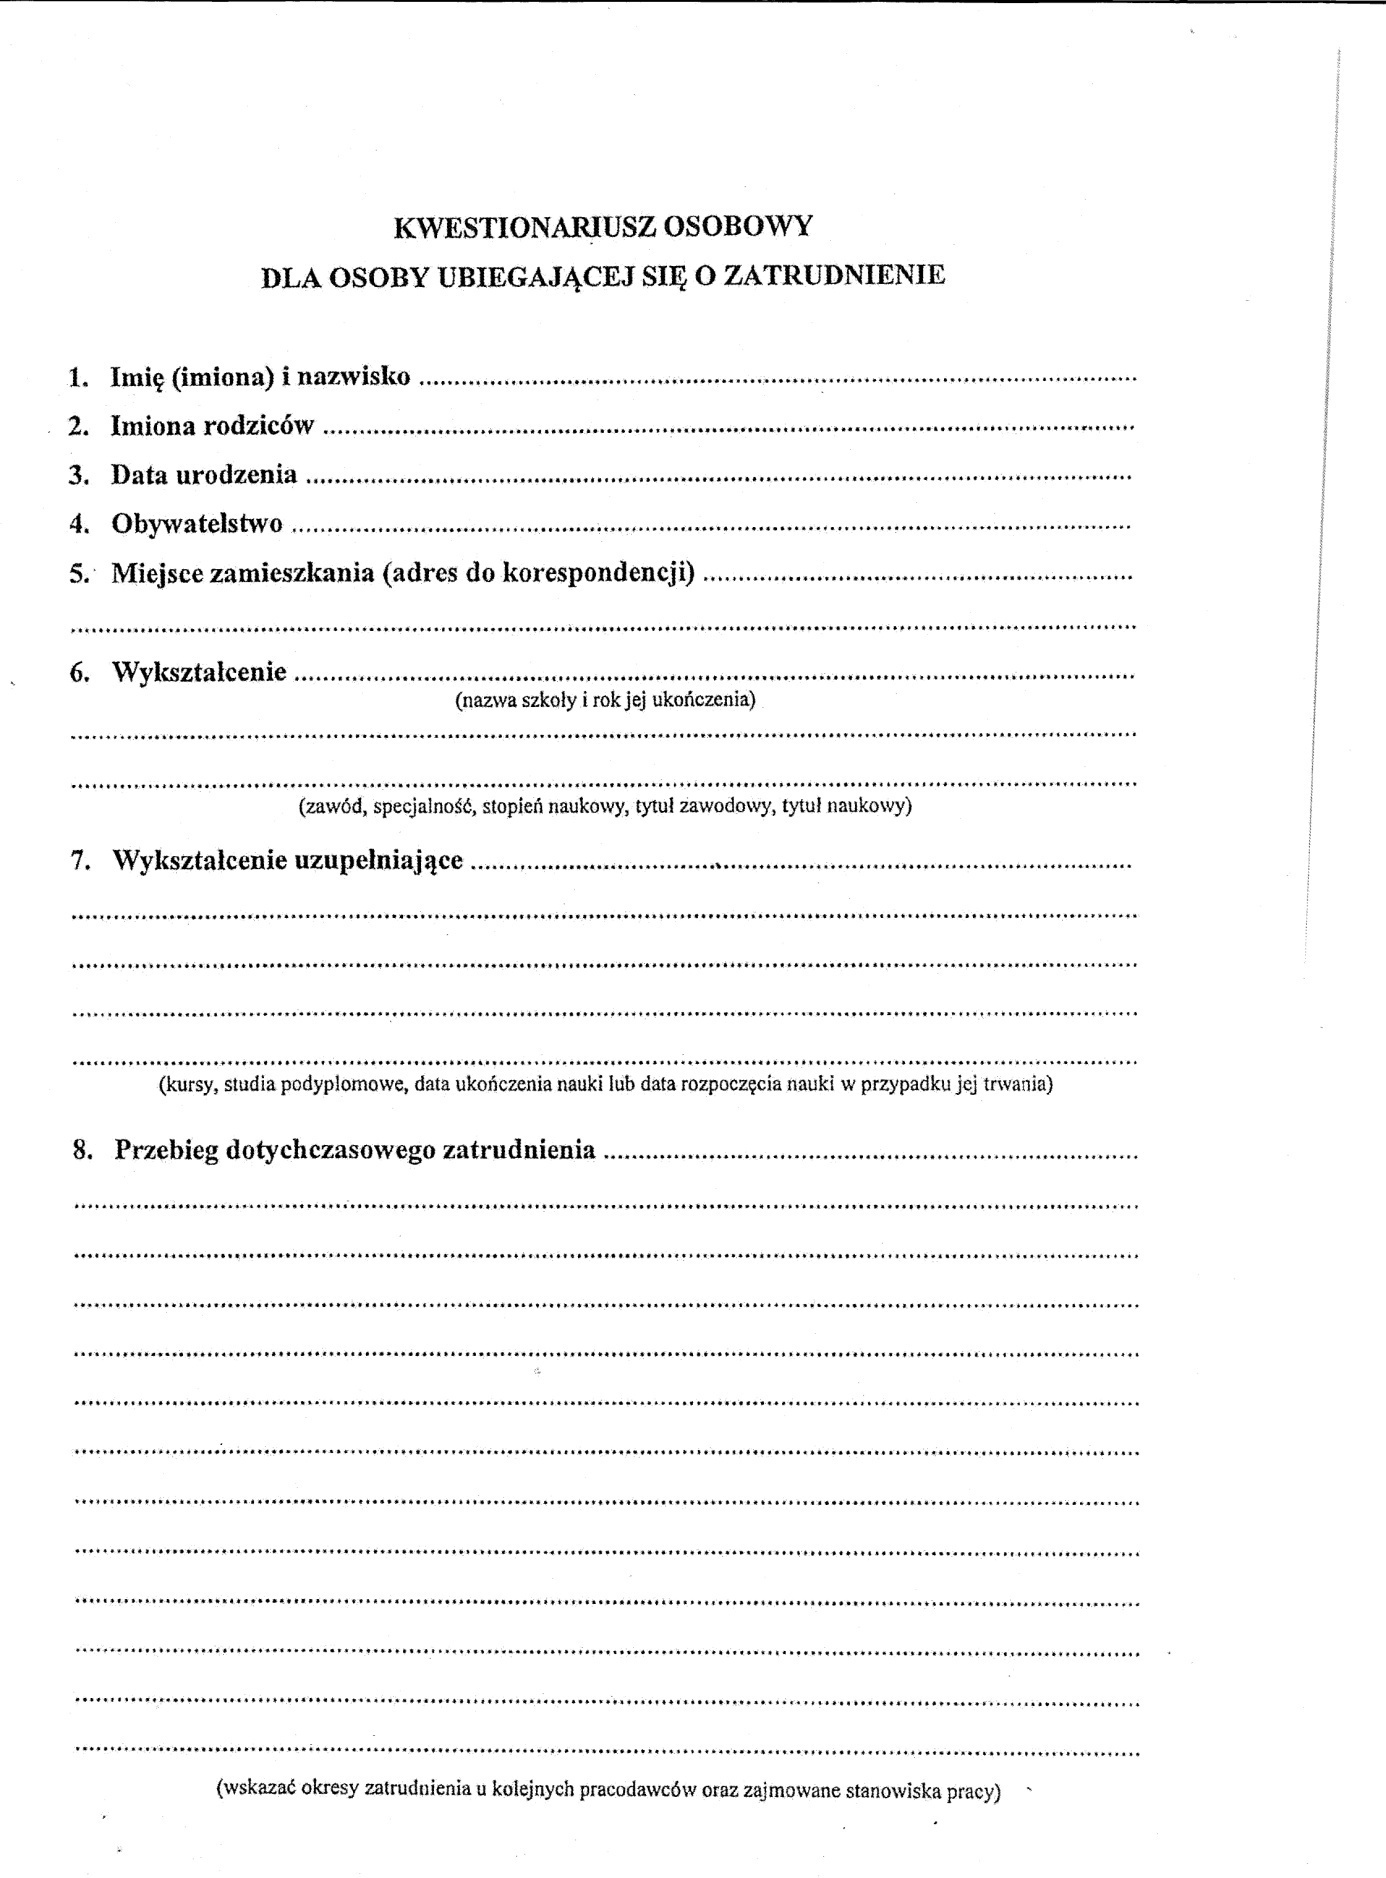 KWESTIONARIUSZ OSOBOWY
DLA OSOBY UBIEGAJĄCEJ SIĘ O ZATRUDNIENIE
1. Imię (imiona) i nazwisko ........................................
2. Imiona rodziców ........................................
3. Data urodzenia ........................................
4. Obywatelstwo ........................................
5. Miejsce zamieszkania (adres do korespondencji) ........................................
........................................
6. Wykształcenie ........................................
(nazwa szkoły i rok jej ukończenia)
........................................
........................................
(zawód, specjalność, stopień naukowy, tytuł zawodowy, tytuł naukowy)
7. Wykształcenie uzupełniające ........................................
........................................
........................................
........................................
........................................
(kursy, studia podyplomowe, data ukończenia nauki lub data rozpoczęcia nauki w przypadku jej trwania)
8. Przebieg dotychczasowego zatrudnienia ........................................
........................................
........................................
........................................
........................................
........................................
........................................
........................................
........................................
........................................
........................................
........................................
........................................
(wskazać okresy zatrudnienia u kolejnych pracodawców oraz zajmowane stanowiska pracy)